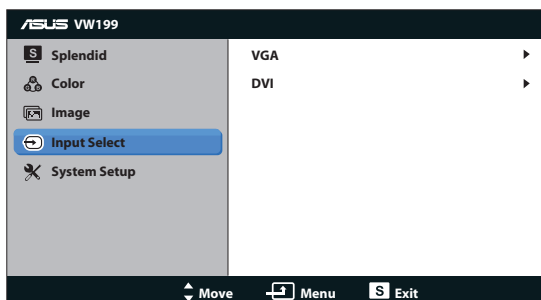 ASUS VW199
S Splendid
Color
Image
Input Select
System Setup
VGA
DVI
Move Menu S Exit